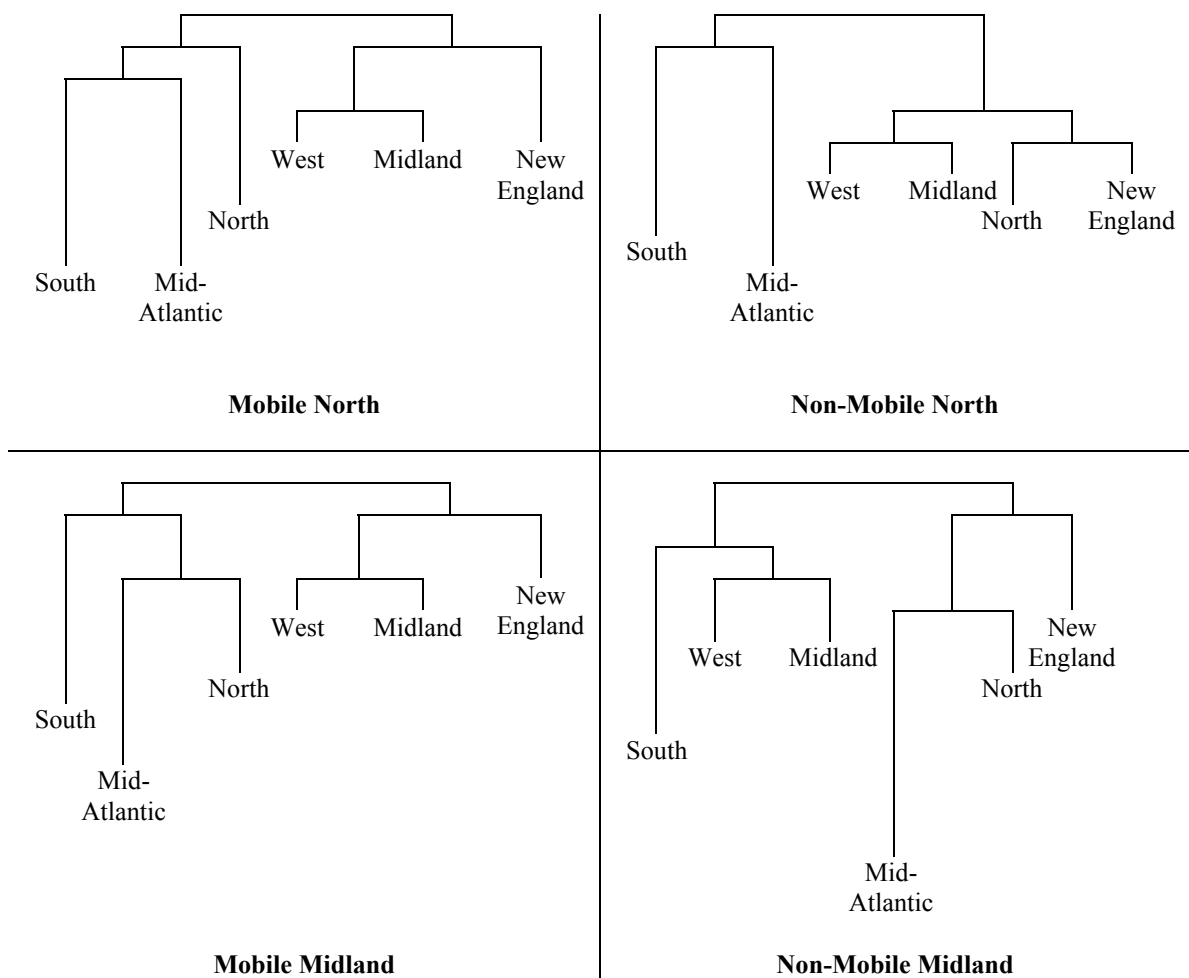 West
Midland
New
England
North
South
Mid-
Atlantic
Mobile North
West
Midland
North
New
England
South
Mid-
Atlantic
Non-Mobile North
West
Midland
New
England
North
South
Mid-
Atlantic
Mobile Midland
New
England
West
Midland
North
South
Mid-
Atlantic
Non-Mobile Midland